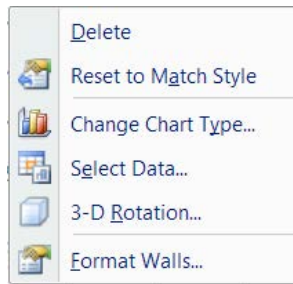 Delete
Reset to Match Style
Change Chart Type...
Select Data...
3-D Rotation...
Format Walls...